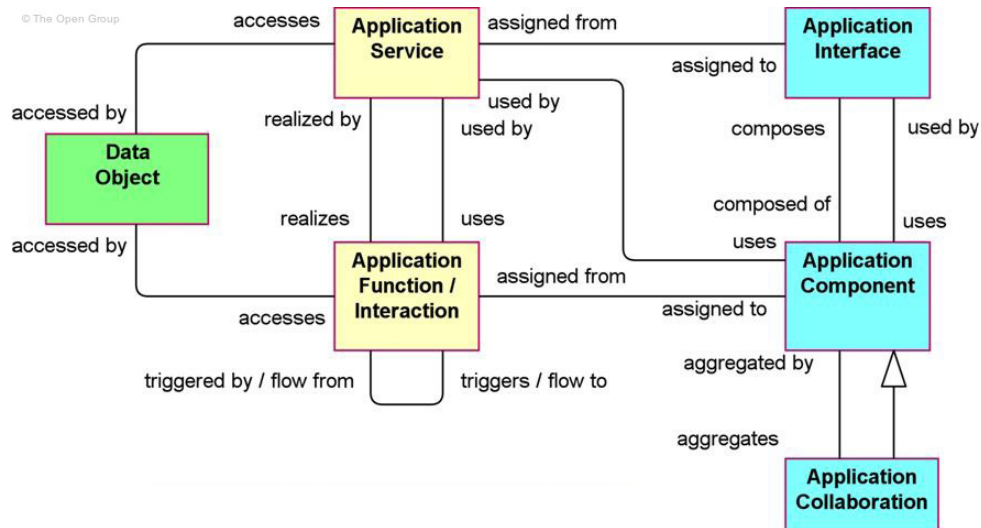 © The Open Group
Application
Service
accesses
assigned from
Application
Interface
assigned to
accessed by
realized by
used by
used by
composes
used by
Data
Object
realizes
uses
composed of
uses
uses
accessed by
Application
Function /
Interaction
accesses
assigned from
assigned to
Application
Component
triggered by / flow from
triggers / flow to
aggregated by
aggregates
Application
Collaboration